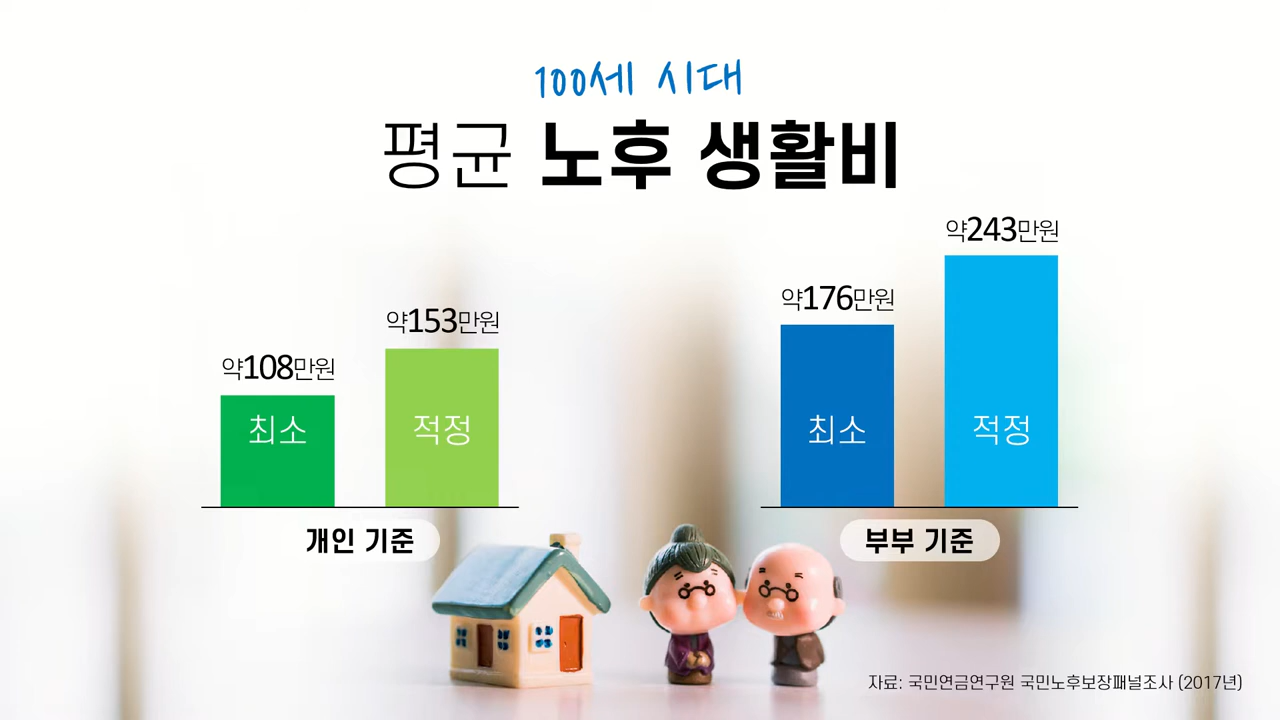 100세 시대
평균 노후 생활비
약108만원
최소
약153만원
적정
개인 기준
약176만원
최소
약243만원
적정
부부 기준
자료: 국민연금연구원 국민노후보장패널조사 (2017년)